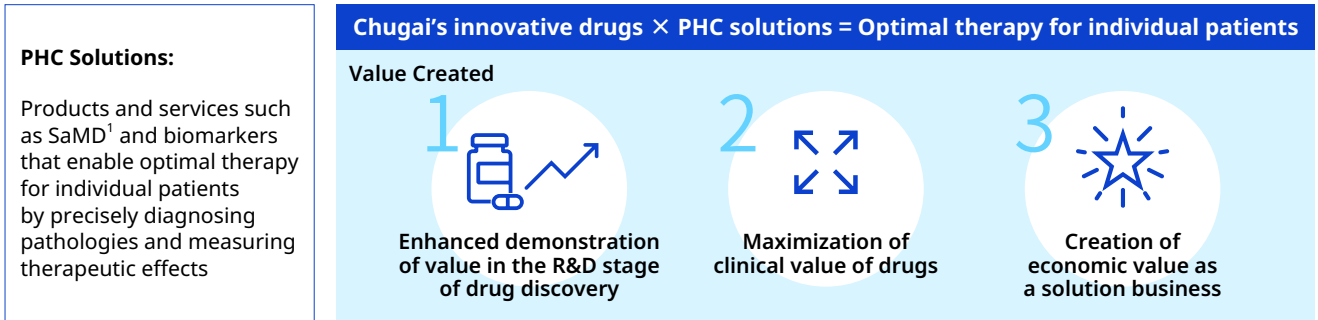 PHC Solutions:
Products and services such
as SaMD¹ and biomarkers
that enable optimal therapy
for individual patients
by precisely diagnosing
pathologies and measuring
therapeutic effects
Chugai’s innovative drugs × PHC solutions = Optimal therapy for individual patients
Value Created
1
Enhanced demonstration
of value in the R&D stage
of drug discovery
2
Maximization of
clinical value of drugs
3
Creation of
economic value as
a solution business